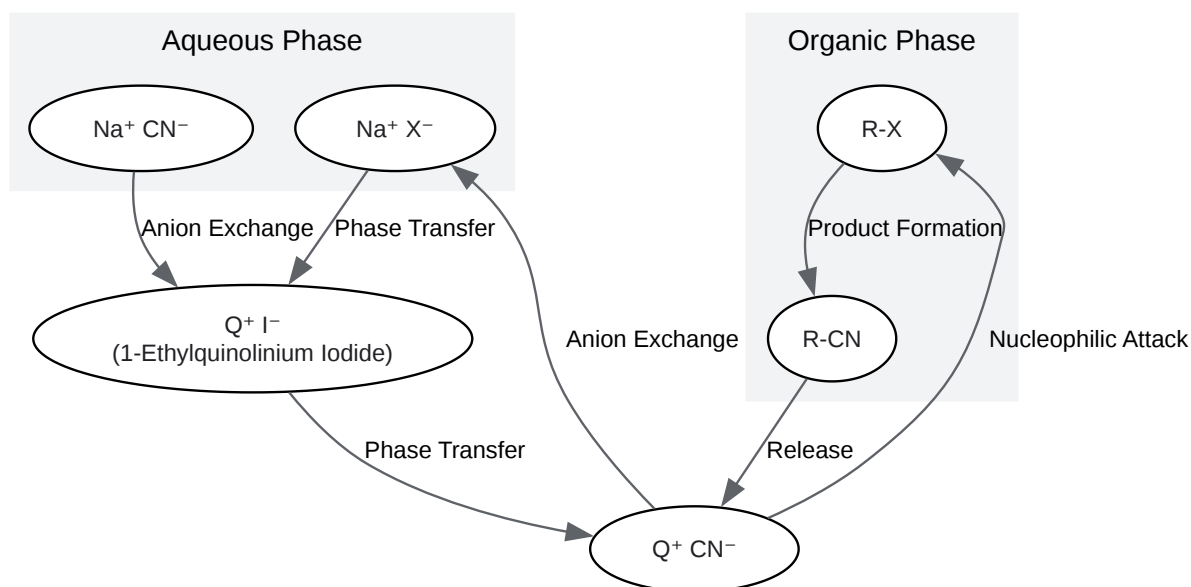 Aqueous Phase
Organic Phase
Na⁺ CN⁻
Na⁺ X⁻
R-X
Anion Exchange
Phase Transfer
Product Formation
Q⁺ I⁻
(1-Ethylquinolinium Iodide)
Anion Exchange
R-CN
Nucleophilic Attack
Phase Transfer
Release
Q⁺ CN⁻